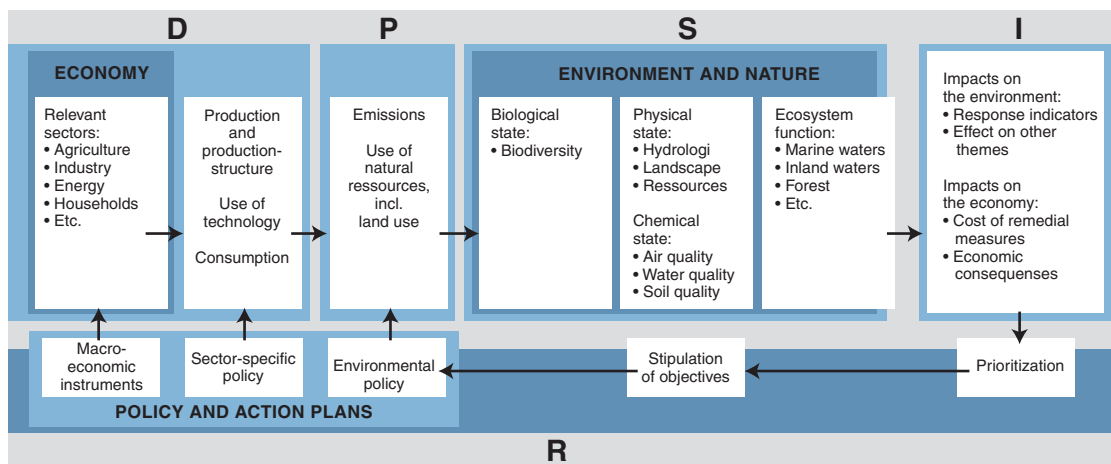 D
P
S
I
ECONOMY
Relevant
sectors:
• Agriculture
• Industry
• Energy
• Households
• Etc.
Production
and
production-
structure
Use of
technology
Consumption
Emissions
Use of
natural
ressources,
incl.
land use
ENVIRONMENT AND NATURE
Biological
state:
• Biodiversity
Physical
state:
• Hydrologi
• Landscape
• Ressources
Chemical
state:
• Air quality
• Water quality
• Soil quality
Ecosystem
function:
• Marine waters
• Inland waters
• Forest
• Etc.
Impacts on
the environment:
• Response indicators
• Effect on other
themes
Impacts on
the economy:
• Cost of remedial
measures
• Economic
consequenses
Macro-
economic
instruments
Sector-specific
policy
Environmental
policy
Stipulation
of objectives
Prioritization
POLICY AND ACTION PLANS
R